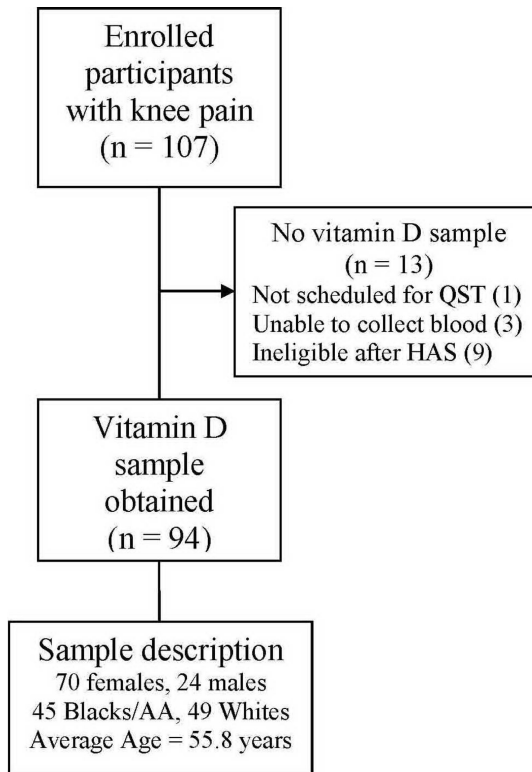 Enrolled
participants
with knee pain
(n = 107)
No vitamin D sample
(n = 13)
Not scheduled for QST (1)
Unable to collect blood (3)
Ineligible after HAS (9)
Vitamin D
sample
obtained
(n = 94)
Sample description
70 females, 24 males
45 Blacks/AA, 49 Whites
Average Age = 55.8 years